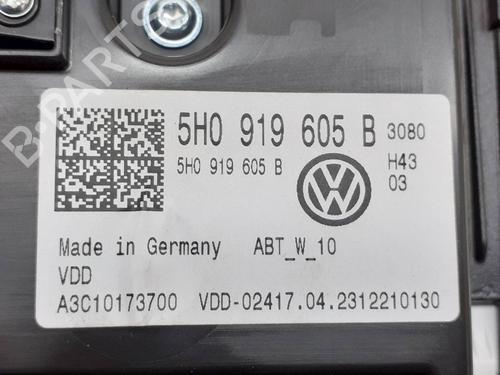 B-PARTS
5H0 919 605 B 3080
5H0 919 605 B H43
03
Made in Germany ABT_W_10
VDD
A3C10173700 VDD-02417.04.2312210130